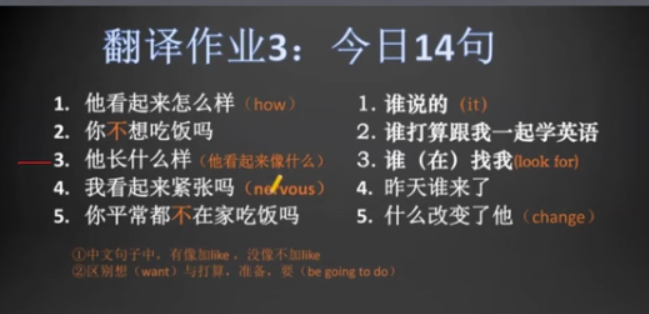 翻译作业3：今日14句
1. 他看起来怎么样（how）
2. 你不想吃饭吗
3. 他长什么样（他看起来像什么）
4. 我看起来紧张吗（nervous）
5. 你平常都不在家吃饭吗
1. 谁说的（it）
2. 谁打算跟我一起学英语
3. 谁（在）找我(look for)
4. 昨天谁来了
5. 什么改变了他（change）
①中文句子中，有像加like，没像不加like
②区别想（want）与打算，准备，要（be going to do）